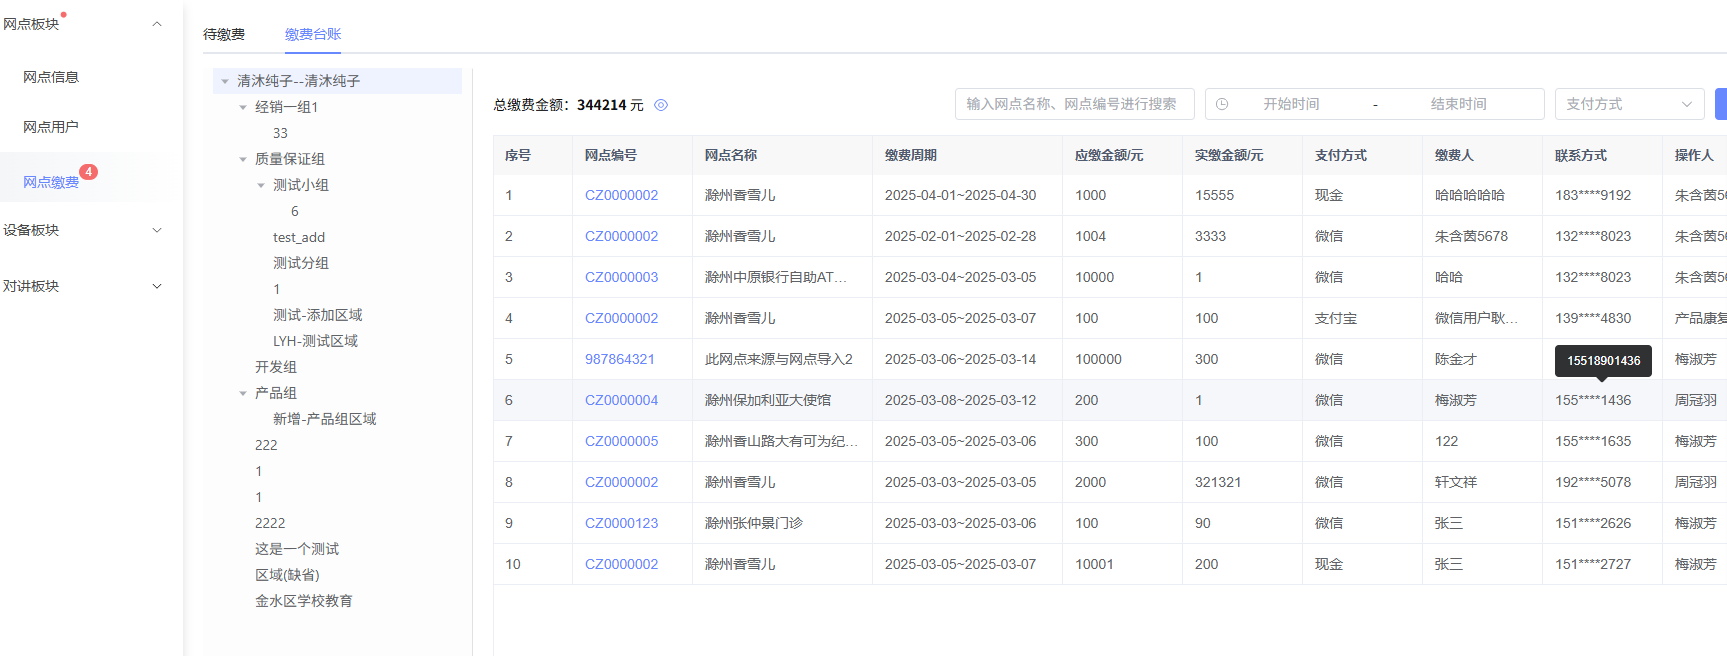 网点板块
网点信息
网点用户
网点缴费 4
设备板块
对讲板块
待缴费 缴费台账
清沐纯子--清沐纯子
经销一组1
33
质量保证组
测试小组
6
test_add
测试分组
1
测试-添加区域
LYH-测试区域
开发组
产品组
新增-产品组区域
222
1
1
2222
这是一个测试
区域(缺省)
金水区学校教育
总缴费金额：344214 元 输入网点名称、网点编号进行搜索 开始时间 - 结束时间 支付方式
序号 网点编号 网点名称 缴费周期 应缴金额/元 实缴金额/元 支付方式 缴费人 联系方式 操作人
1 CZ0000002 滁州香雪儿 2025-04-01~2025-04-30 1000 15555 现金 哈哈哈哈哈 183****9192 朱含茵56
2 CZ0000002 滁州香雪儿 2025-02-01~2025-02-28 1004 3333 微信 朱含茵5678 132****8023 朱含茵56
3 CZ0000003 滁州中原银行自助AT... 2025-03-04~2025-03-05 10000 1 微信 哈哈 132****8023 朱含茵56
4 CZ0000002 滁州香雪儿 2025-03-05~2025-03-07 100 100 支付宝 微信用户耿... 139****4830 产品康复
5 987864321 此网点来源与网点导入2 2025-03-06~2025-03-14 100000 300 微信 陈金才 15518901436 梅淑芳
6 CZ0000004 滁州保加利亚大使馆 2025-03-08~2025-03-12 200 1 微信 梅淑芳 155****1436 周冠羽
7 CZ0000005 滁州香山路大有可为纪... 2025-03-05~2025-03-06 300 100 微信 122 155****1635 梅淑芳
8 CZ0000002 滁州香雪儿 2025-03-03~2025-03-05 2000 321321 微信 轩文祥 192****5078 周冠羽
9 CZ0000123 滁州张仲景门诊 2025-03-03~2025-03-06 100 90 微信 张三 151****2626 梅淑芳
10 CZ0000002 滁州香雪儿 2025-03-05~2025-03-07 10001 200 现金 张三 151****2727 梅淑芳